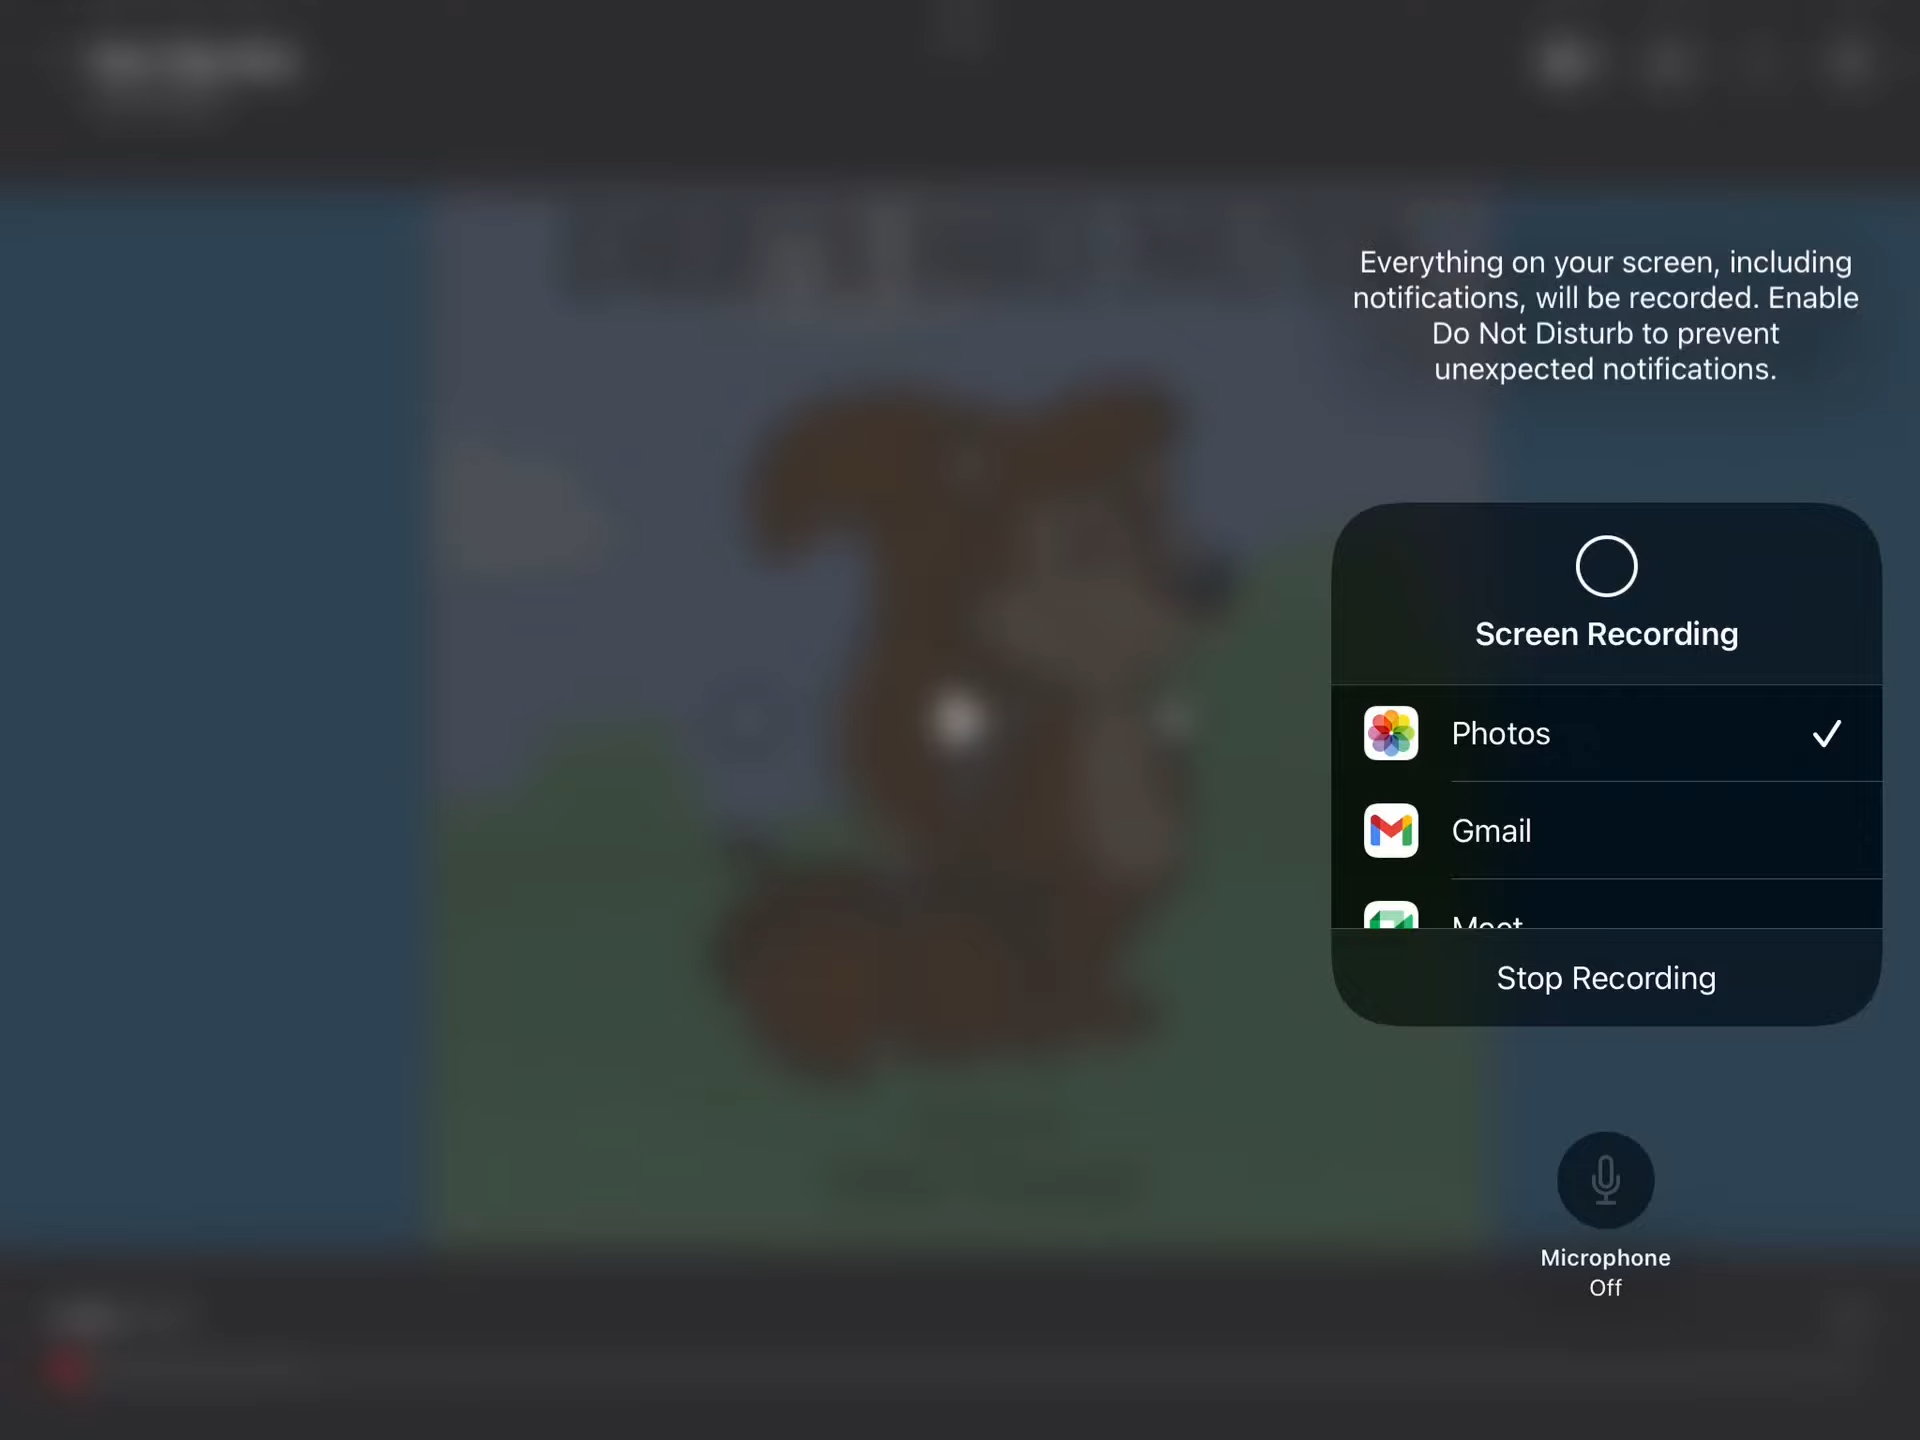 Everything on your screen, including
notifications, will be recorded. Enable
Do Not Disturb to prevent
unexpected notifications.
Screen Recording
Photos
Gmail
Meet
Stop Recording
Microphone
Off